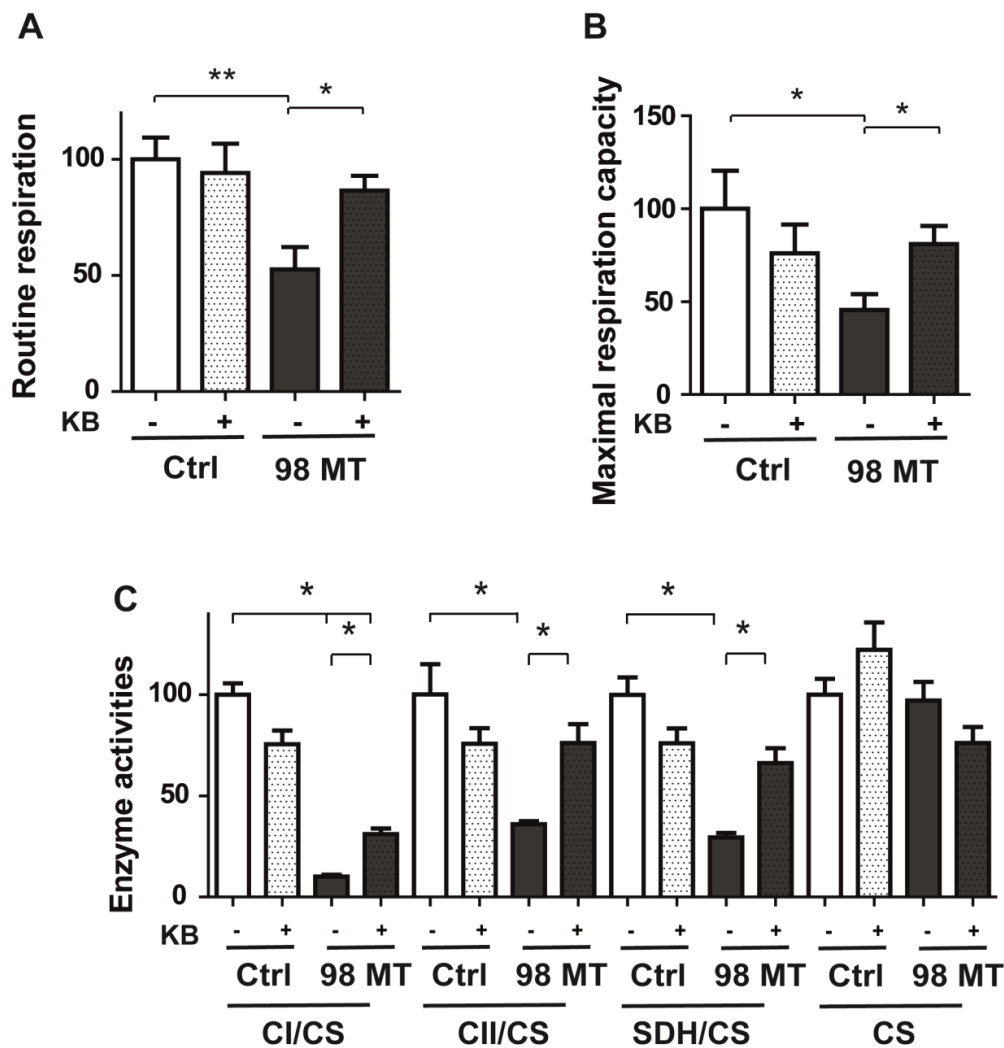 A
Routine respiration
** *
100
50
0
KB - + - +
Ctrl 98 MT
B
Maximal respiration capacity
* *
150
100
50
0
KB - + - +
Ctrl 98 MT
C
Enzyme activities
* * * * * *
100
50
0
KB - + - + - + - + - + - + - + - +
Ctrl 98 MT Ctrl 98 MT Ctrl 98 MT Ctrl 98 MT
CI/CS CII/CS SDH/CS CS